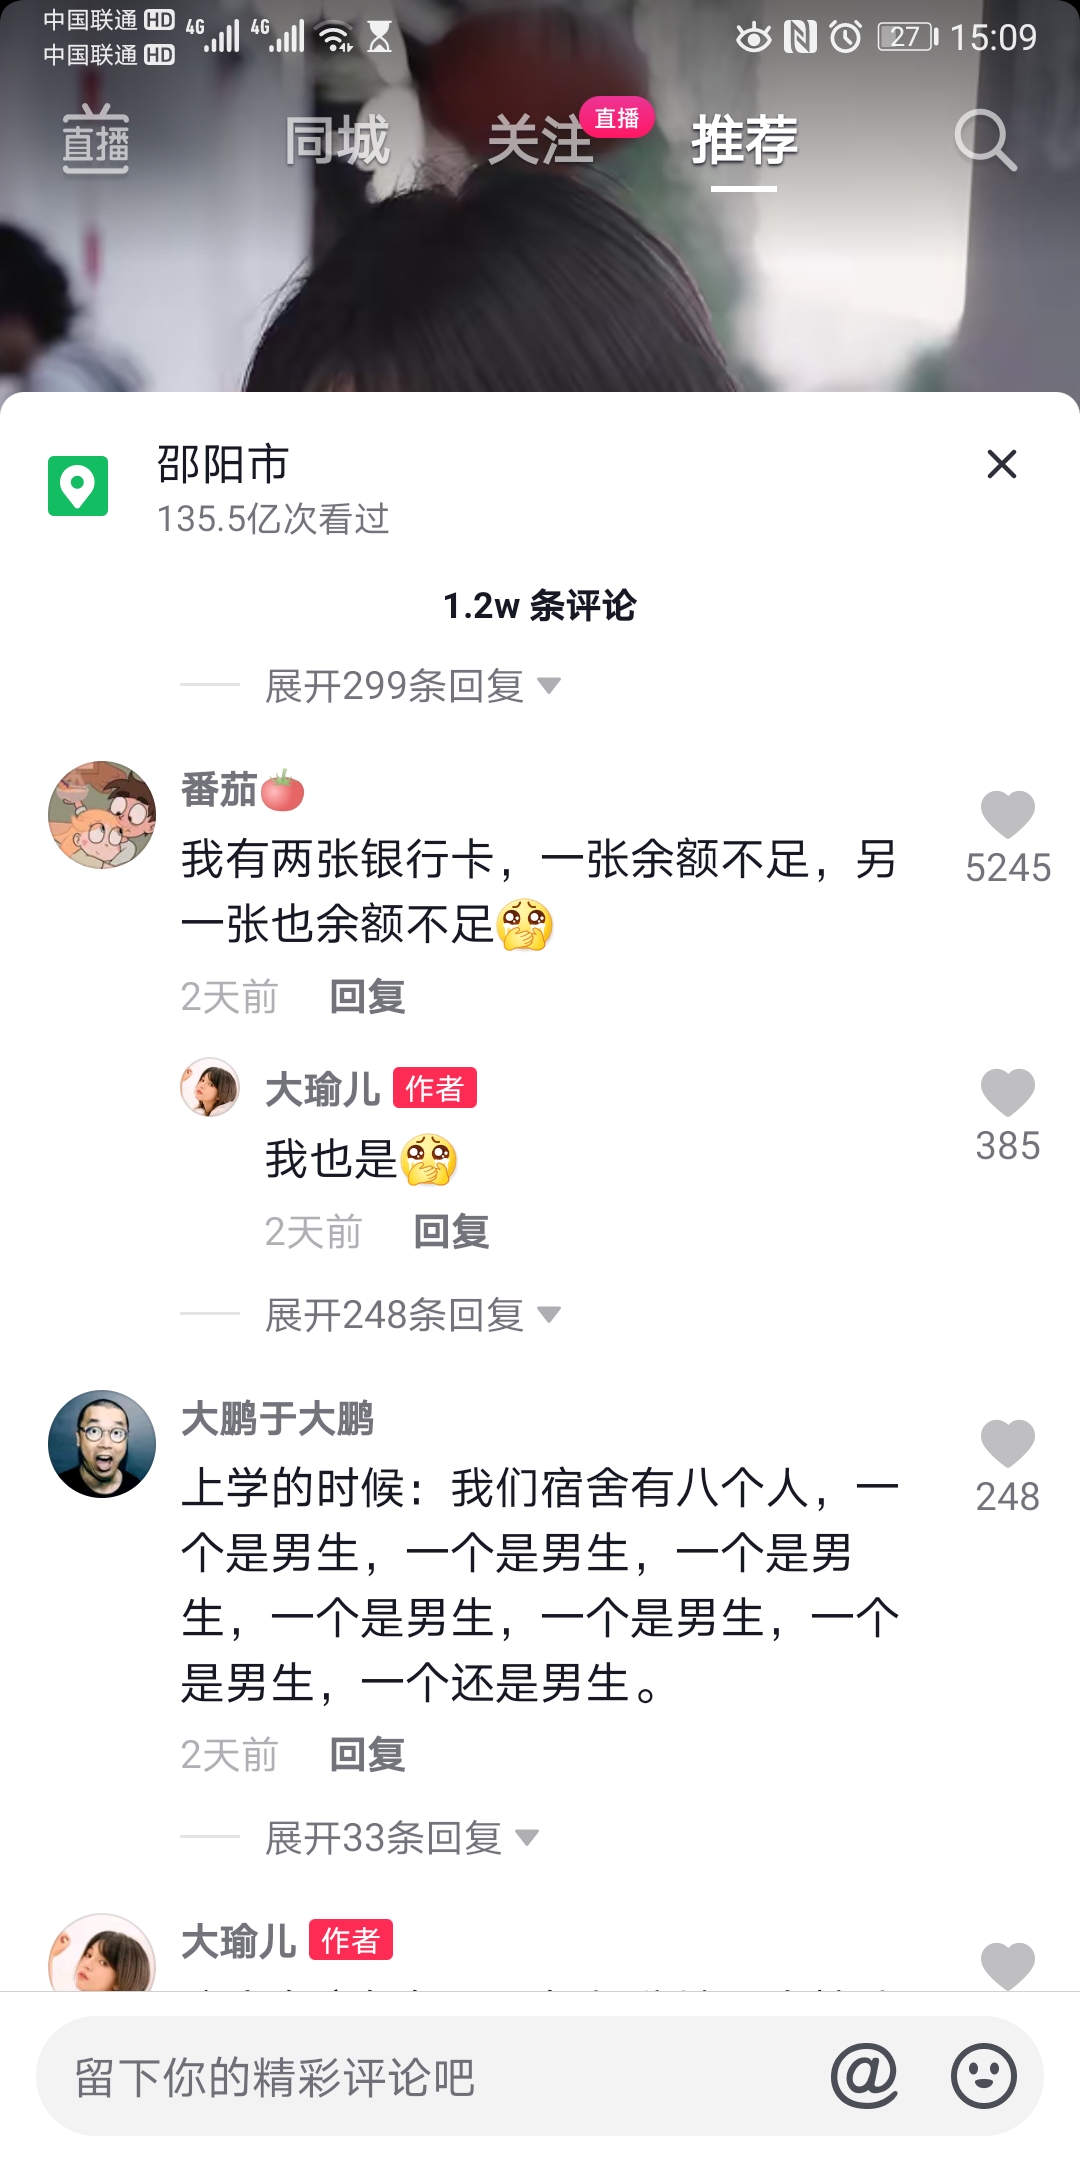 中国联通 HD 4G 4G 27 15:09
中国联通 HD
直播 同城 关注 直播 推荐
邵阳市
135.5亿次看过
1.2w 条评论
展开299条回复
番茄
我有两张银行卡，一张余额不足，另
一张也余额不足
5245
2天前 回复
大瑜儿 作者
我也是
385
2天前 回复
展开248条回复
大鹏于大鹏
上学的时候：我们宿舍有八个人，一
个是男生，一个是男生，一个是男
生，一个是男生，一个是男生，一个
是男生，一个还是男生。
248
2天前 回复
展开33条回复
大瑜儿 作者
留下你的精彩评论吧 @